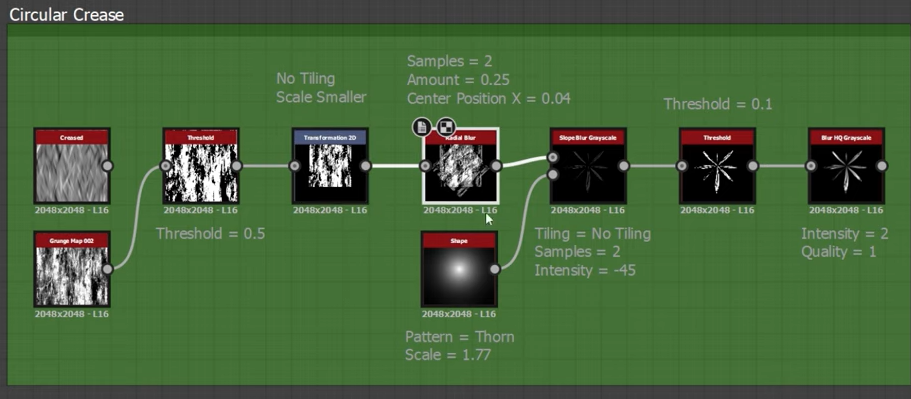 Circular Crease
Samples = 2
Amount = 0.25
Center Position X = 0.04
No Tiling
Scale Smaller
Threshold = 0.1
Creased
Threshold
Transformation 2D
Radial Blur
Slope Blur Grayscale
Threshold
Blur HQ Grayscale
2048x2048 - L16
2048x2048 - L16
2048x2048 - L16
2048x2048 - L16
2048x2048 - L16
2048x2048 - L16
2048x2048 - L16
Threshold = 0.5
Grunge Map 002
Shape
Tiling = No Tiling
Samples = 2
Intensity = -45
Intensity = 2
Quality = 1
2048x2048 - L16
2048x2048 - L16
Pattern = Thorn
Scale = 1.77